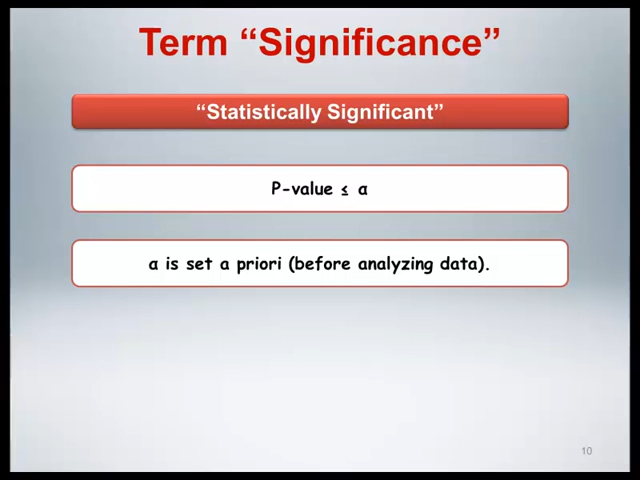 Term “Significance”
“Statistically Significant”
P-value ≤ α
α is set a priori (before analyzing data).
10